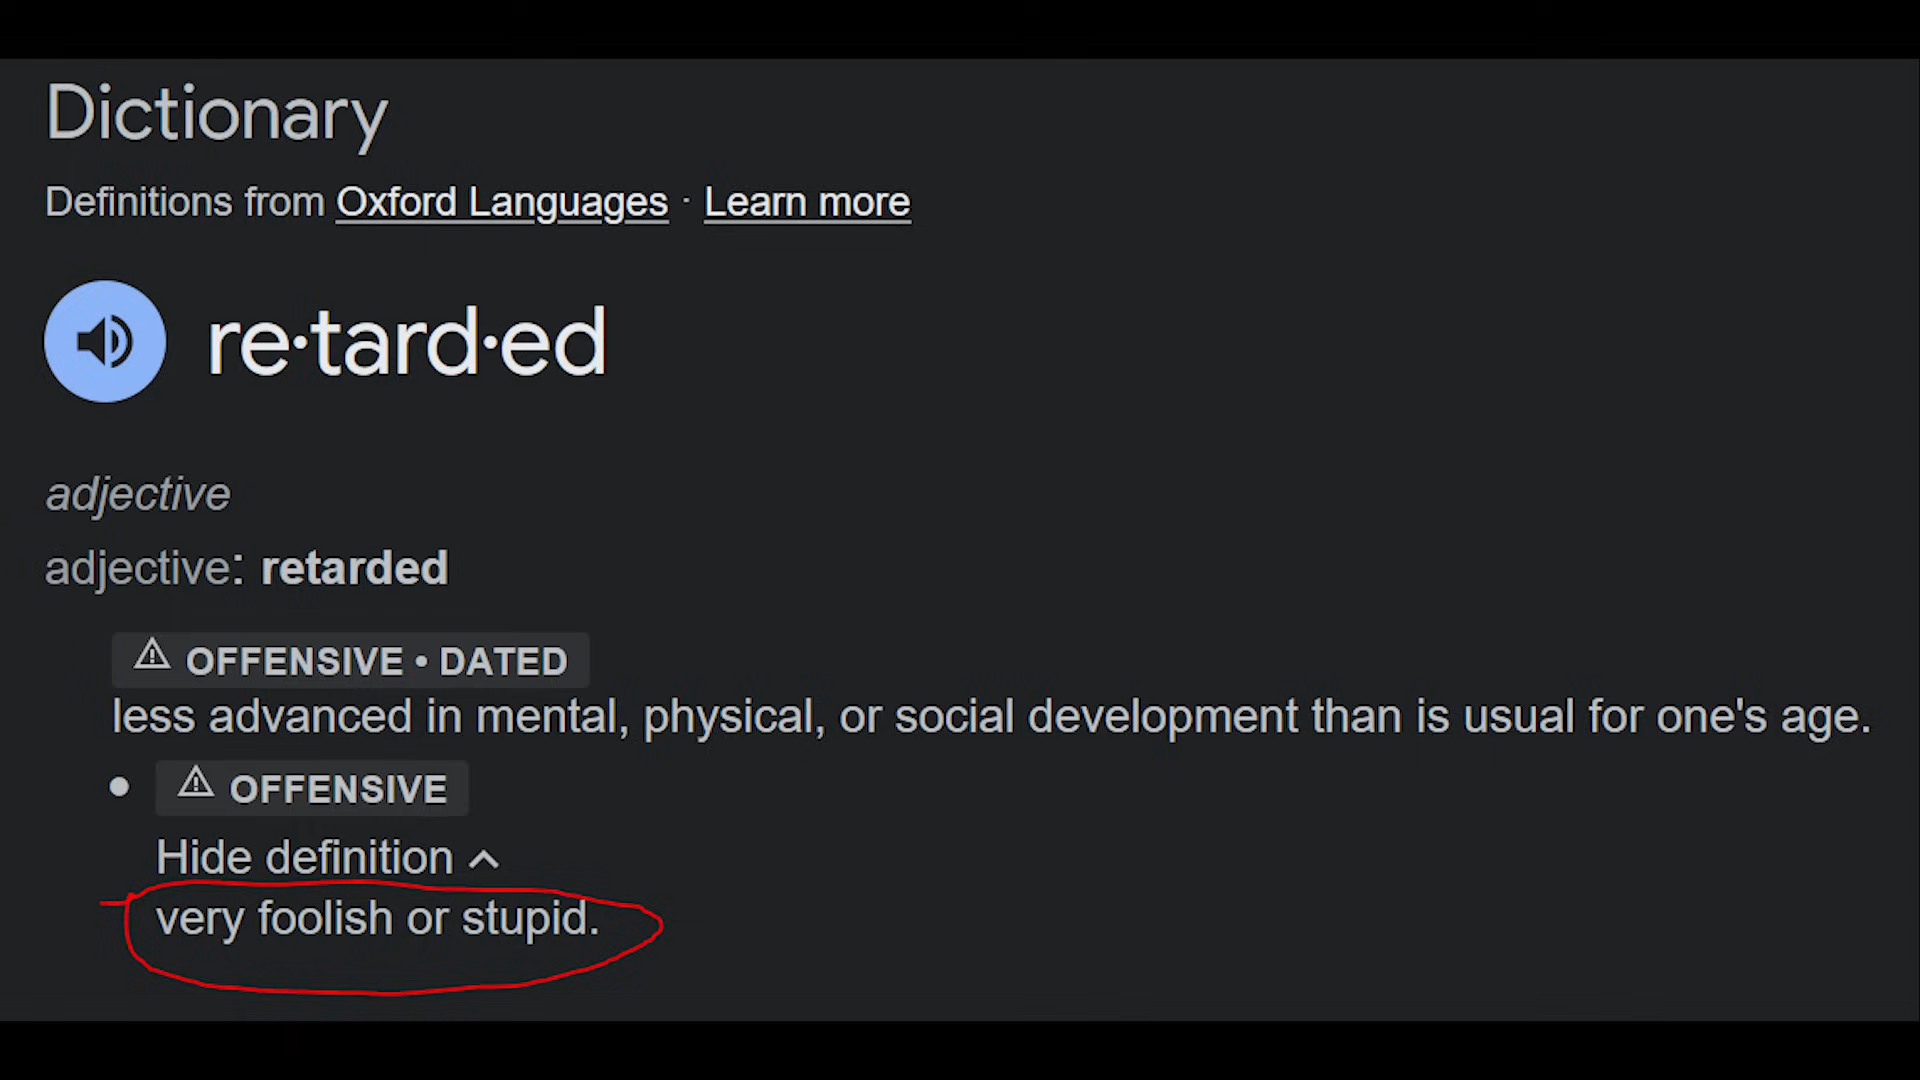 Dictionary
Definitions from Oxford Languages · Learn more
re·tard·ed
adjective
adjective: retarded
OFFENSIVE • DATED
less advanced in mental, physical, or social development than is usual for one's age.
• OFFENSIVE
Hide definition
very foolish or stupid.